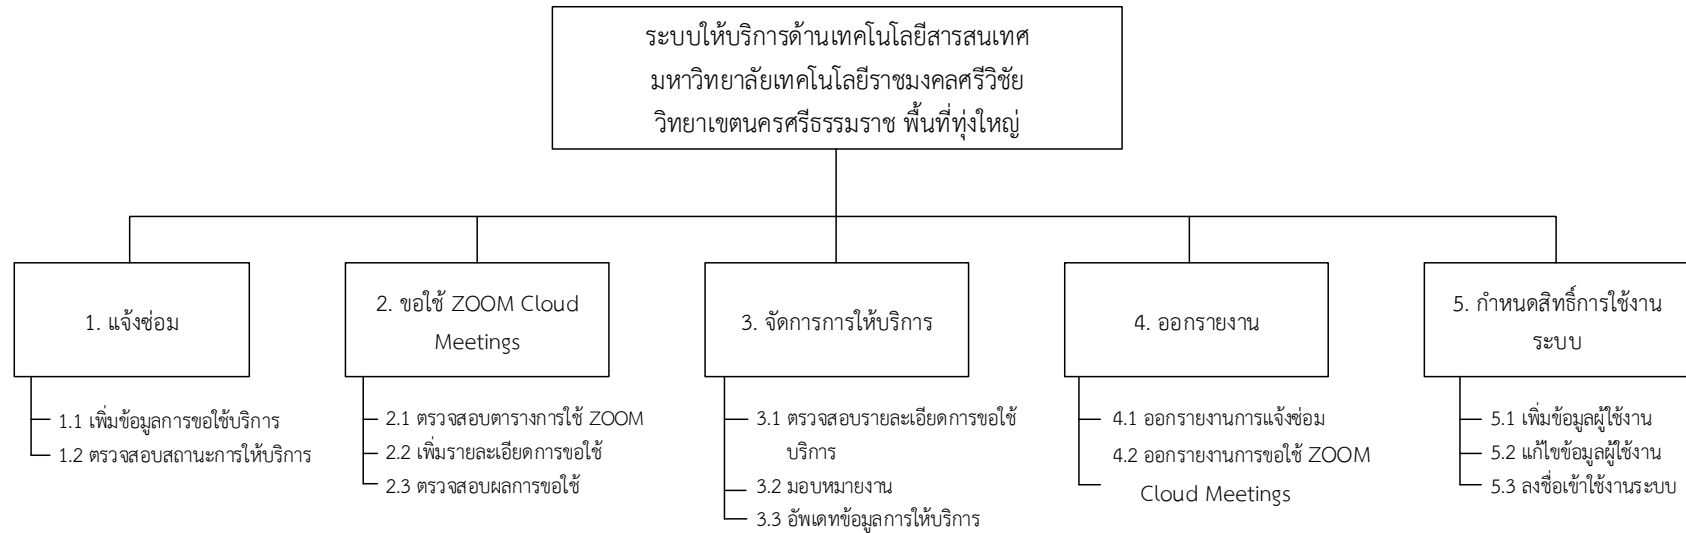 ระบบให้บริการด้านเทคโนโลยีสารสนเทศ
มหาวิทยาลัยเทคโนโลยีราชมงคลศรีวิชัย
วิทยาเขตนครศรีธรรมราช พื้นที่ทุ่งใหญ่
1. แจ้งซ่อม
1.1 เพิ่มข้อมูลการขอใช้บริการ
1.2 ตรวจสอบสถานะการให้บริการ
2. ขอใช้ ZOOM Cloud
Meetings
2.1 ตรวจสอบตารางการใช้ ZOOM
2.2 เพิ่มรายละเอียดการขอใช้
2.3 ตรวจสอบผลการขอใช้
3. จัดการการให้บริการ
3.1 ตรวจสอบรายละเอียดการขอใช้
บริการ
3.2 มอบหมายงาน
3.3 อัพเดทข้อมูลการให้บริการ
4. ออกรายงาน
4.1 ออกรายงานการแจ้งซ่อม
4.2 ออกรายงานการขอใช้ ZOOM
Cloud Meetings
5. กำหนดสิทธิ์การใช้งาน
ระบบ
5.1 เพิ่มข้อมูลผู้ใช้งาน
5.2 แก้ไขข้อมูลผู้ใช้งาน
5.3 ลงชื่อเข้าใช้งานระบบ